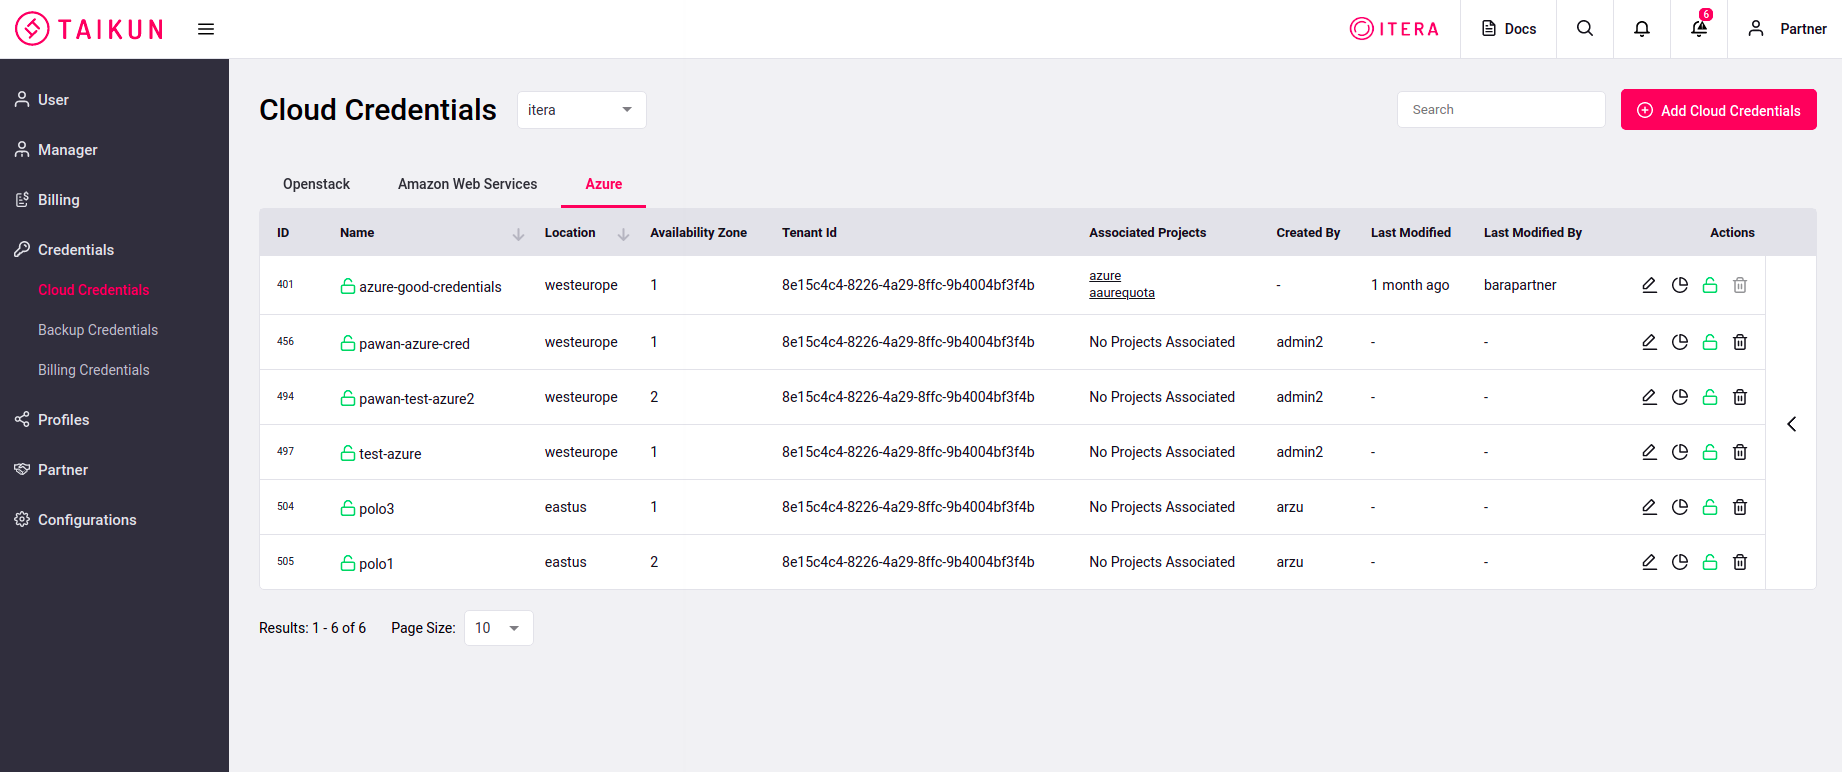 TAIKUN
ITERA
Docs
6
Partner
User
Manager
Billing
Credentials
Cloud Credentials
Backup Credentials
Billing Credentials
Profiles
Partner
Configurations
Cloud Credentials
itera
Search
Add Cloud Credentials
Openstack Amazon Web Services Azure
ID Name Location Availability Zone Tenant Id Associated Projects Created By Last Modified Last Modified By Actions
401 azure-good-credentials westeurope 1 8e15c4c4-8226-4a29-8ffc-9b4004bf3f4b azure - 1 month ago barapartner
aaurequota
456 pawan-azure-cred westeurope 1 8e15c4c4-8226-4a29-8ffc-9b4004bf3f4b No Projects Associated admin2 - -
494 pawan-test-azure2 westeurope 2 8e15c4c4-8226-4a29-8ffc-9b4004bf3f4b No Projects Associated admin2 - -
497 test-azure westeurope 1 8e15c4c4-8226-4a29-8ffc-9b4004bf3f4b No Projects Associated admin2 - -
504 polo3 eastus 1 8e15c4c4-8226-4a29-8ffc-9b4004bf3f4b No Projects Associated arzu - -
505 polo1 eastus 2 8e15c4c4-8226-4a29-8ffc-9b4004bf3f4b No Projects Associated arzu - -
Results: 1 - 6 of 6 Page Size: 10